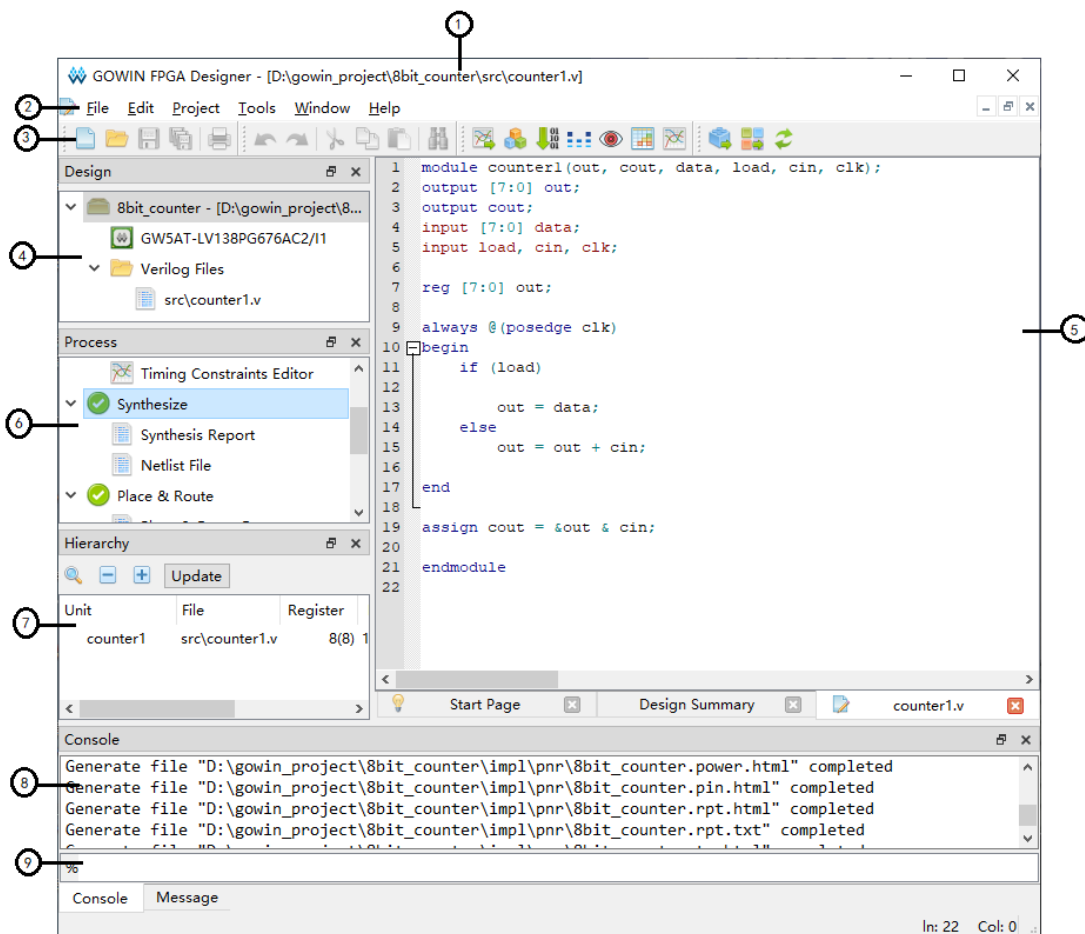 1
GOWIN FPGA Designer - [D:\gowin_project\8bit_counter\src\counter1.v]
2
File Edit Project Tools Window Help
3
Design
8bit_counter - [D:\gowin_project\8...
GW5AT-LV138PG676AC2/I1
4
Verilog Files
src\counter1.v
Process
Timing Constraints Editor
Synthesize
6
Synthesis Report
Netlist File
Place & Route
Hierarchy
Update
Unit File Register
7
counter1 src\counter1.v 8(8) 1
1 module counter1(out, cout, data, load, cin, clk);
2 output [7:0] out;
3 output cout;
4 input [7:0] data;
5 input load, cin, clk;
6
7 reg [7:0] out;
8
9 always @(posedge clk)
10 begin
11 if (load)
12
13 out = data;
14 else
15 out = out + cin;
16
17 end
18
19 assign cout = &out & cin;
20
21 endmodule
22
5
Start Page Design Summary counter1.v
Console
8
Generate file "D:\gowin_project\8bit_counter\impl\pnr\8bit_counter.power.html" completed
Generate file "D:\gowin_project\8bit_counter\impl\pnr\8bit_counter.pin.html" completed
Generate file "D:\gowin_project\8bit_counter\impl\pnr\8bit_counter.rpt.html" completed
Generate file "D:\gowin_project\8bit_counter\impl\pnr\8bit_counter.rpt.txt" completed
9
%
Console Message
ln: 22 Col: 0